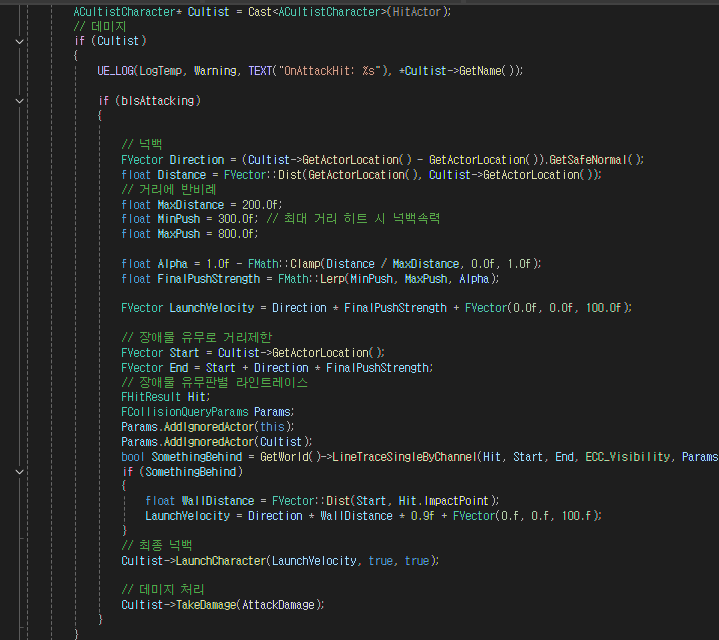 ACultistCharacter* Cultist = Cast<ACultistCharacter>(HitActor);
// 데미지
if (Cultist)
{
UE_LOG(LogTemp, Warning, TEXT("OnAttackHit: %s"), *Cultist->GetName());
if (bIsAttacking)
{
// 넉백
FVector Direction = (Cultist->GetActorLocation() - GetActorLocation()).GetSafeNormal();
float Distance = FVector::Dist(GetActorLocation(), Cultist->GetActorLocation());
// 거리에 반비례
float MaxDistance = 200.0f;
float MinPush = 300.0f; // 최대 거리 히트 시 넉백속력
float MaxPush = 800.0f;
float Alpha = 1.0f - FMath::Clamp(Distance / MaxDistance, 0.0f, 1.0f);
float FinalPushStrength = FMath::Lerp(MinPush, MaxPush, Alpha);
FVector LaunchVelocity = Direction * FinalPushStrength + FVector(0.0f, 0.0f, 100.0f);
// 장애물 유무로 거리제한
FVector Start = Cultist->GetActorLocation();
FVector End = Start + Direction * FinalPushStrength;
// 장애물 유무판별 라인트레이스
FHitResult Hit;
FCollisionQueryParams Params;
Params.AddIgnoredActor(this);
Params.AddIgnoredActor(Cultist);
bool SomethingBehind = GetWorld()->LineTraceSingleByChannel(Hit, Start, End, ECC_Visibility, Params
if (SomethingBehind)
{
float WallDistance = FVector::Dist(Start, Hit.ImpactPoint);
LaunchVelocity = Direction * WallDistance * 0.9f + FVector(0.f, 0.f, 100.f);
}
// 최종 넉백
Cultist->LaunchCharacter(LaunchVelocity, true, true);
// 데미지 처리
Cultist->TakeDamage(AttackDamage);
}
}